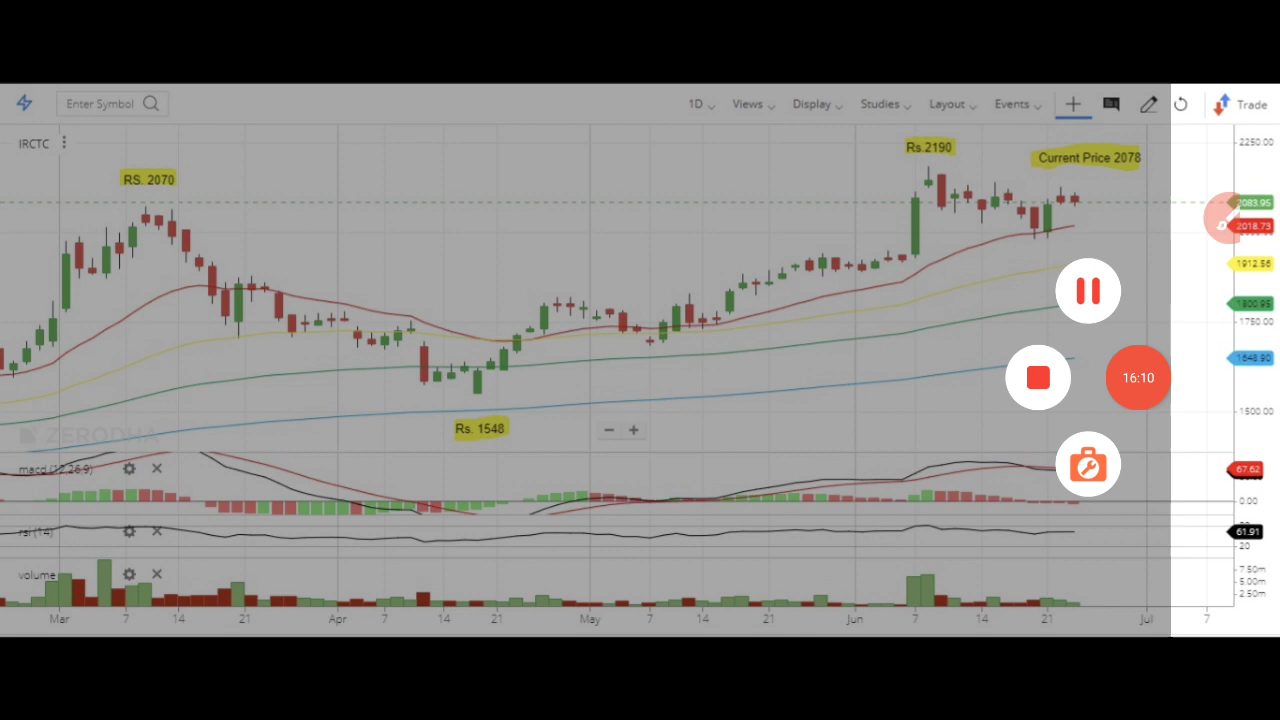 Enter Symbol
1D Views Display Studies Layout Events Trade
IRCTC
RS. 2070
Rs.2190
Current Price 2078
2250.00
2083.95
2018.73
1912.56
1800.95
1750.00
1648.90
1500.00
16:10
Rs. 1548
ZERODHA
macd (12,26,9)
67.62
0.00
rsi (14)
61.91
20
volume
7.50m
5.00m
2.50m
Mar 7 14 21 Apr 7 14 21 May 7 14 21 Jun 7 14 21 Jul 7